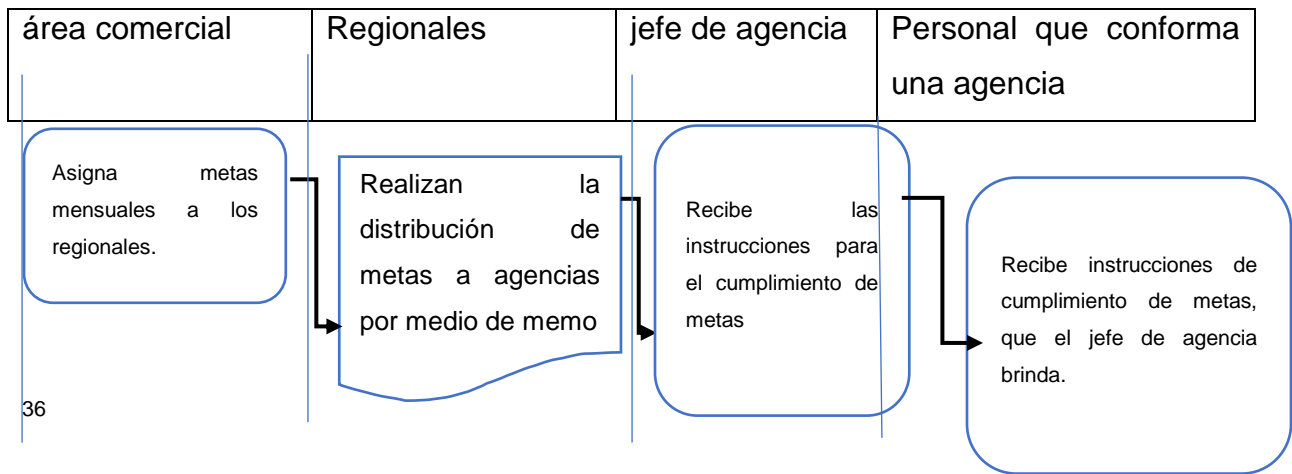 área comercial
Regionales
jefe de agencia
Personal que conforma
una agencia
Asigna metas
mensuales a los
regionales.
Realizan la
distribución de
metas a agencias
por medio de memo
Recibe las
instrucciones para
el cumplimiento de
metas
Recibe instrucciones de
cumplimiento de metas,
que el jefe de agencia
brinda.
36